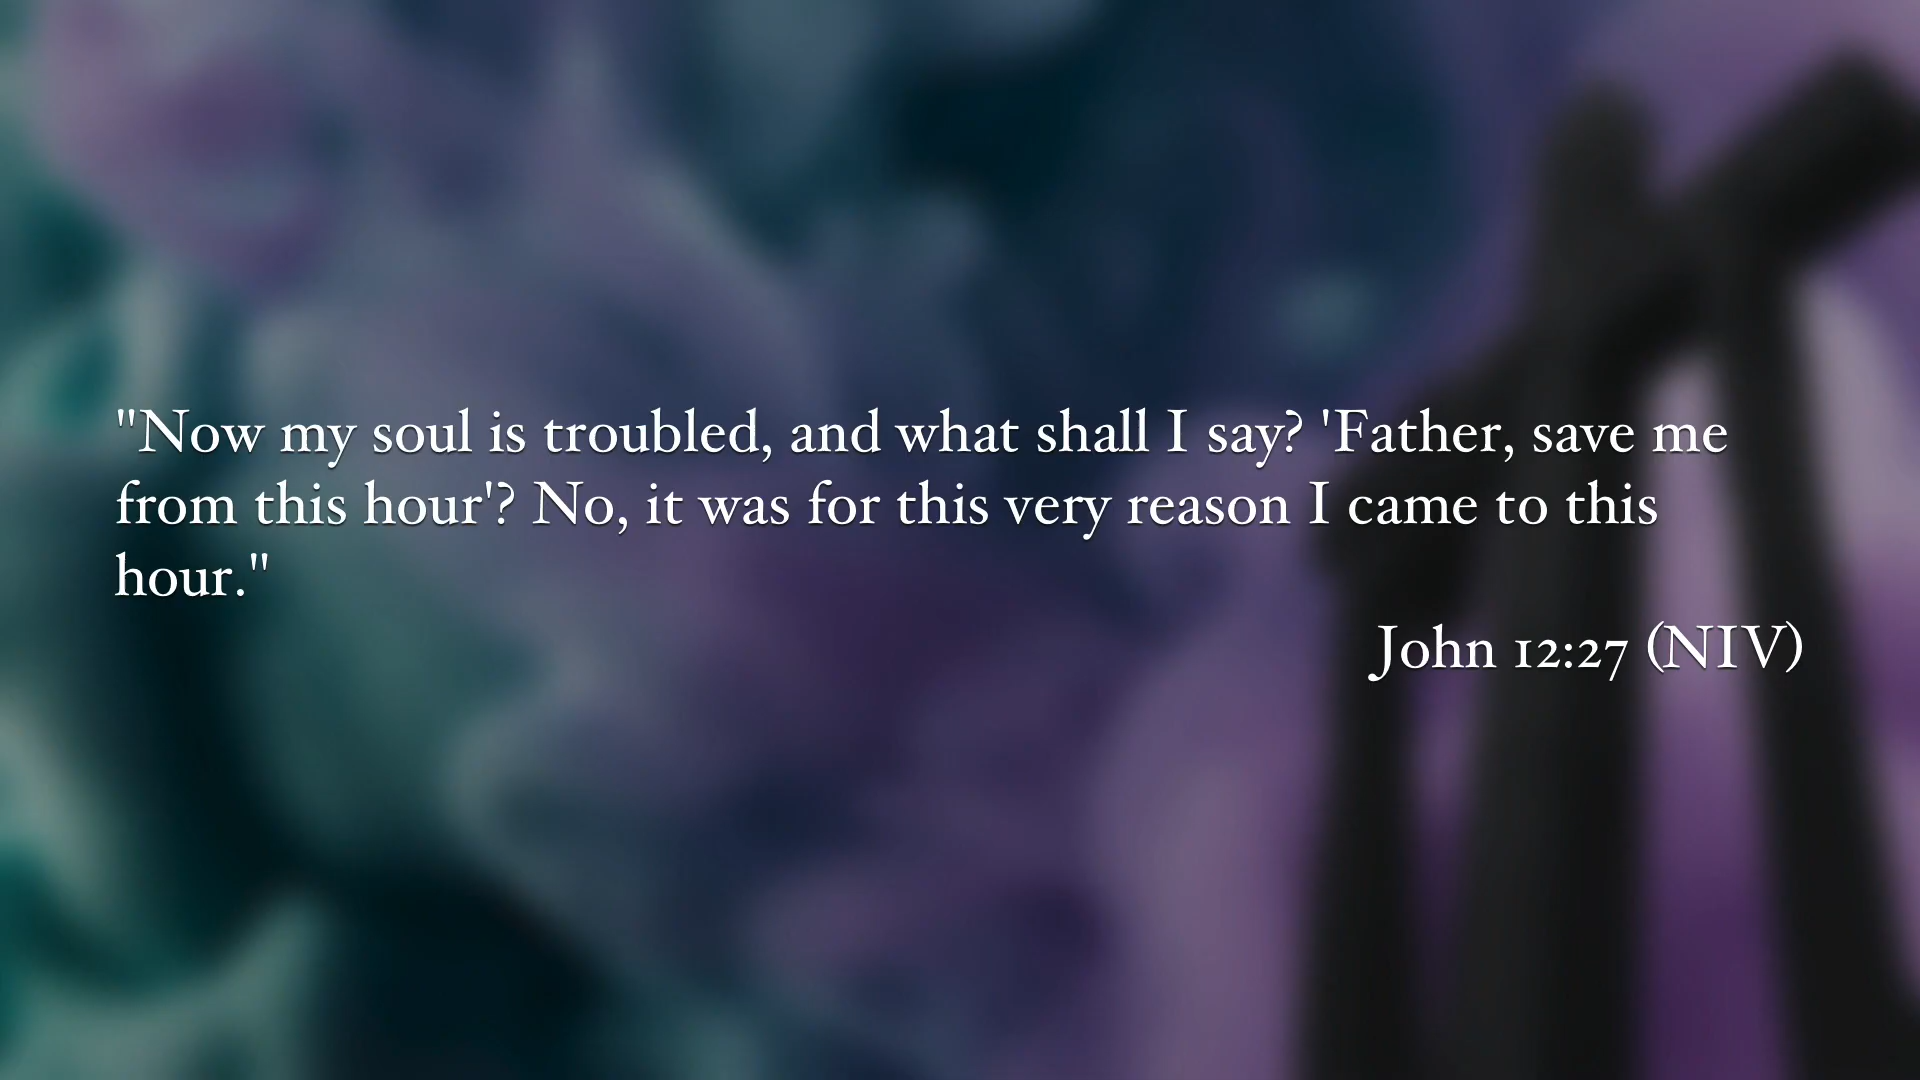 "Now my soul is troubled, and what shall I say? 'Father, save me
from this hour'? No, it was for this very reason I came to this
hour."
John 12:27 (NIV)